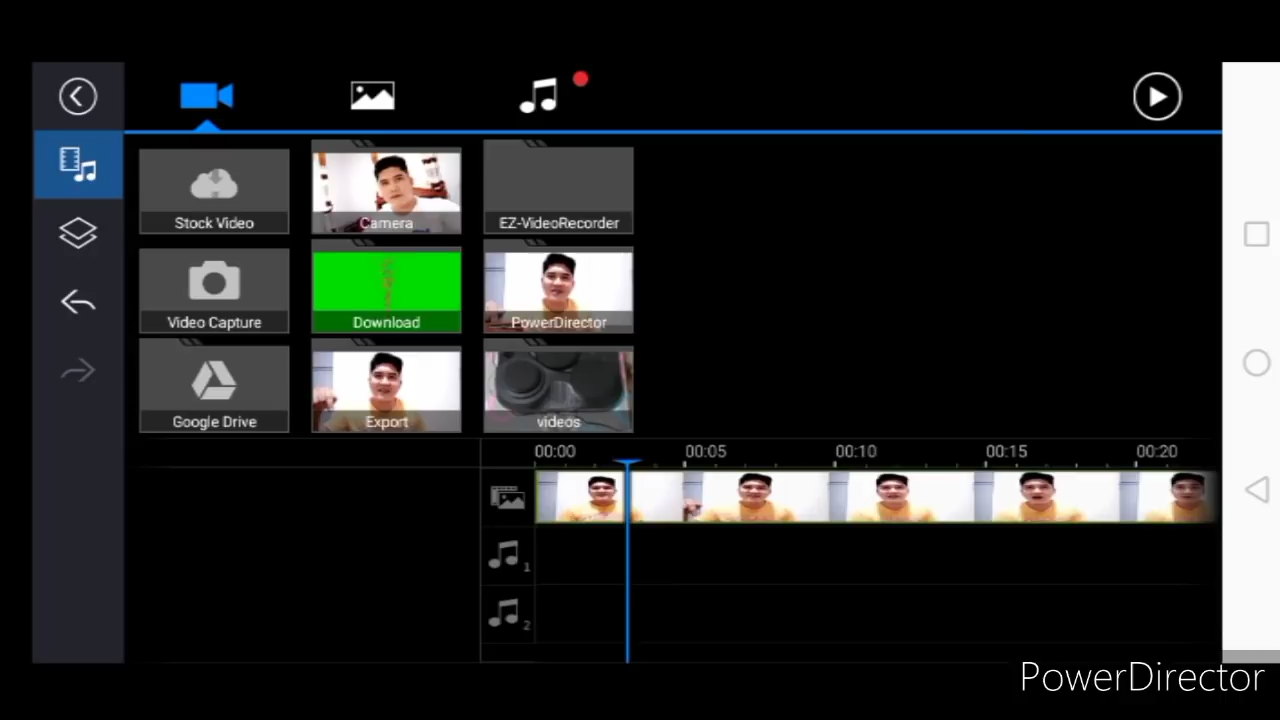 Stock Video
Camera
EZ-VideoRecorder
Video Capture
Download
PowerDirector
Google Drive
Export
videos
00:00 00:05 00:10 00:15 00:20
1
2
PowerDirector